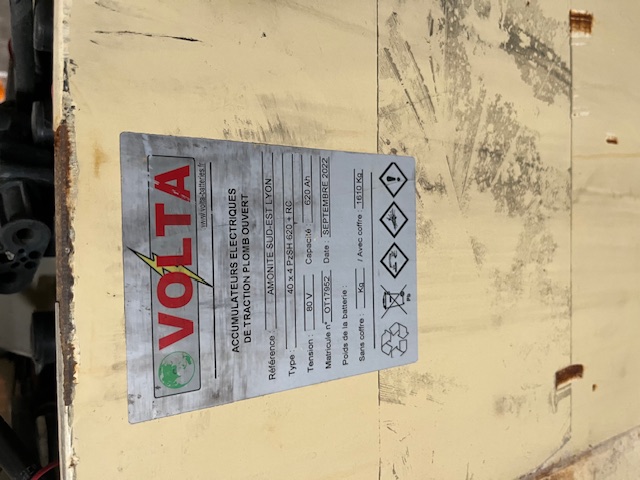 VOLTA
www.volta-batteries.fr
ACCUMULATEURS ELECTRIQUES
DE TRACTION PLOMB OUVERT
Référence : AMONITE SUD-EST LYON
Type : 40 x 4 PzSH 620 + RC
Tension : 80 V Capacité : 620 Ah
Matricule n° OT17952 Date : SEPTEMBRE 2022
Poids de la batterie :
Sans coffre : Kg / Avec coffre : 1610 Kg
Pb